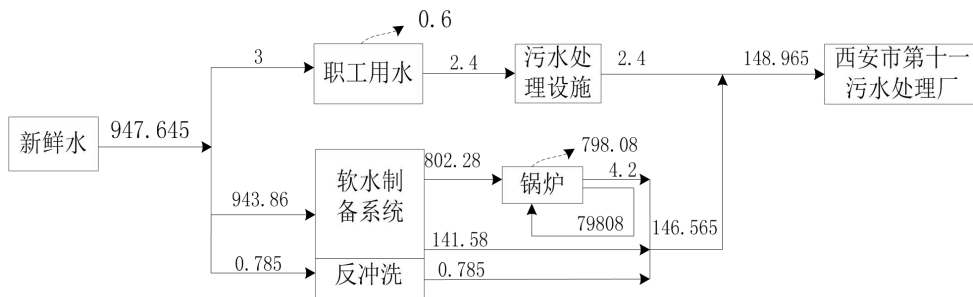 0.6
3
职工用水
2.4
污水处
理设施
2.4
148.965
西安市第十一
污水处理厂
新鲜水
947.645
943.86
软水制
备系统
802.28
锅炉
798.08
4.2
79808
146.565
141.58
0.785
反冲洗
0.785